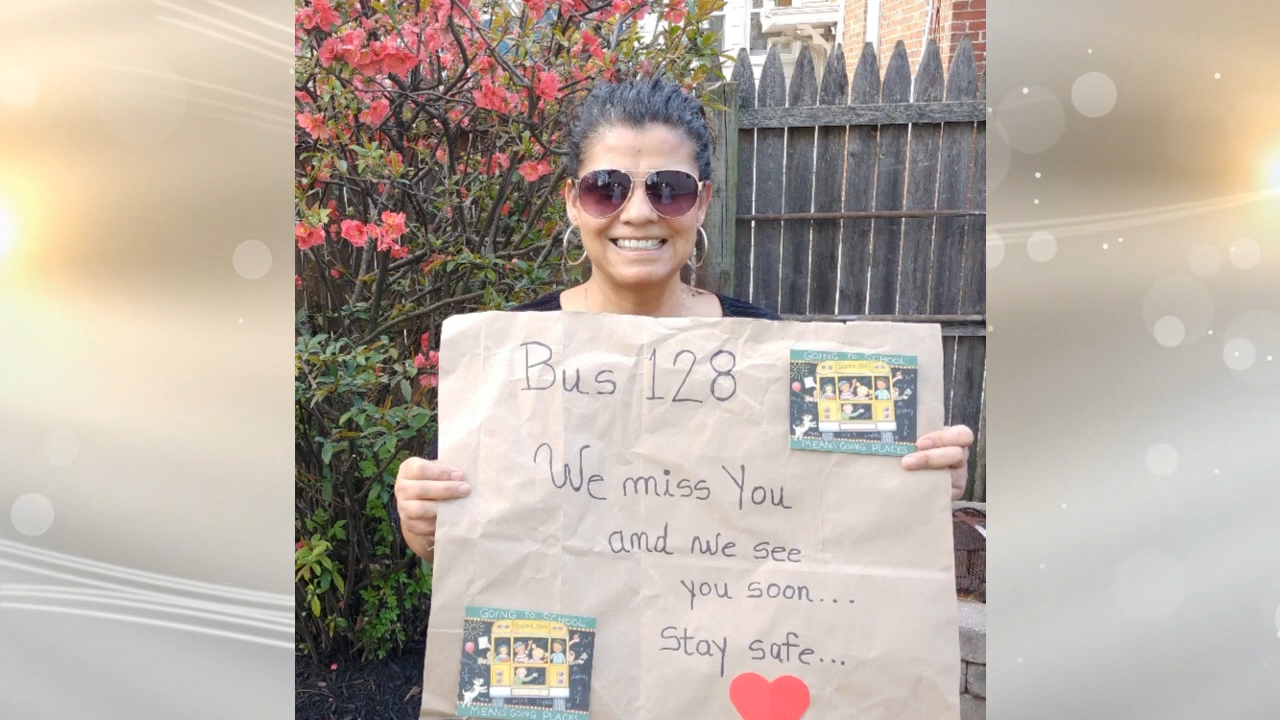 Bus 128
GOING TO SCHOOL
MEANS GOING PLACES
We miss You
and we see
you soon...
Stay safe...
GOING TO SCHOOL
MEANS GOING PLACES